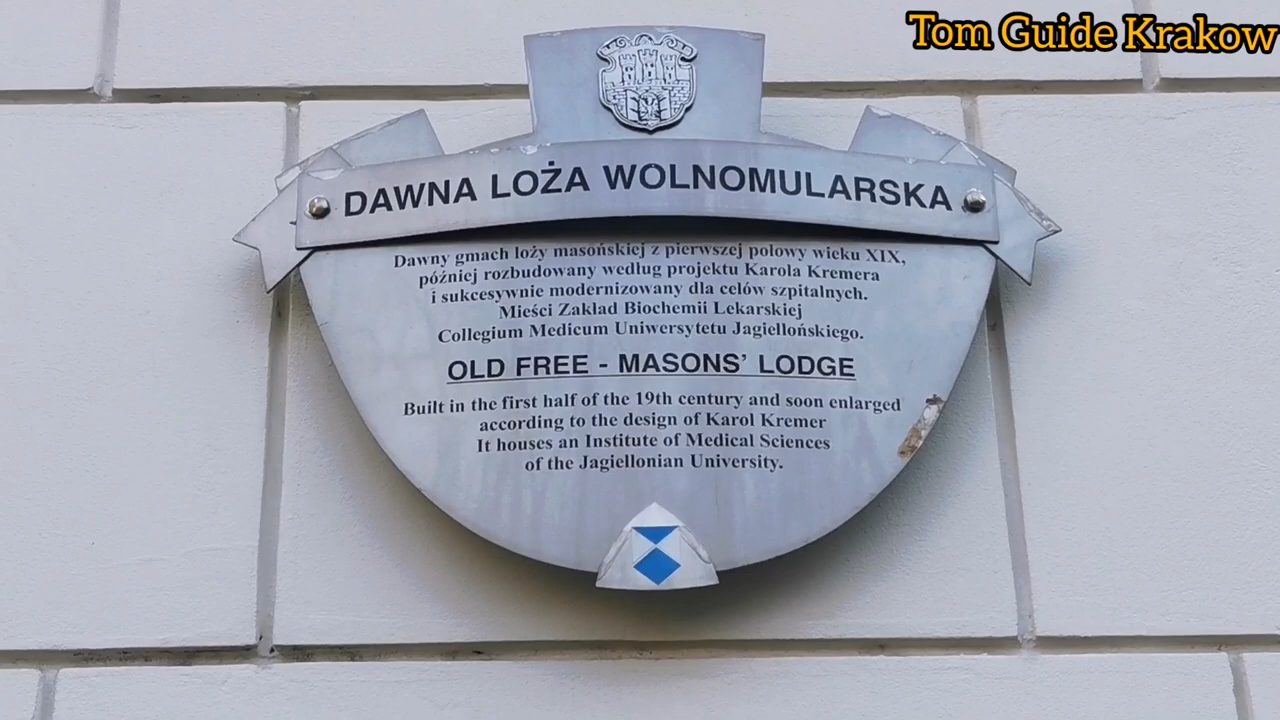 Tom Guide Krakow
DAWNA LOŻA WOLNOMULARSKA
Dawny gmach loży masońskiej z pierwszej polowy wieku XIX,
później rozbudowany według projektu Karola Kremera
i sukcesywnie modernizowany dla celów szpitalnych.
Mieści Zakład Biochemii Lekarskiej
Collegium Medicum Uniwersytetu Jagiellońskiego.
OLD FREE - MASONS' LODGE
Built in the first half of the 19th century and soon enlarged
according to the design of Karol Kremer
It houses an Institute of Medical Sciences
of the Jagiellonian University.